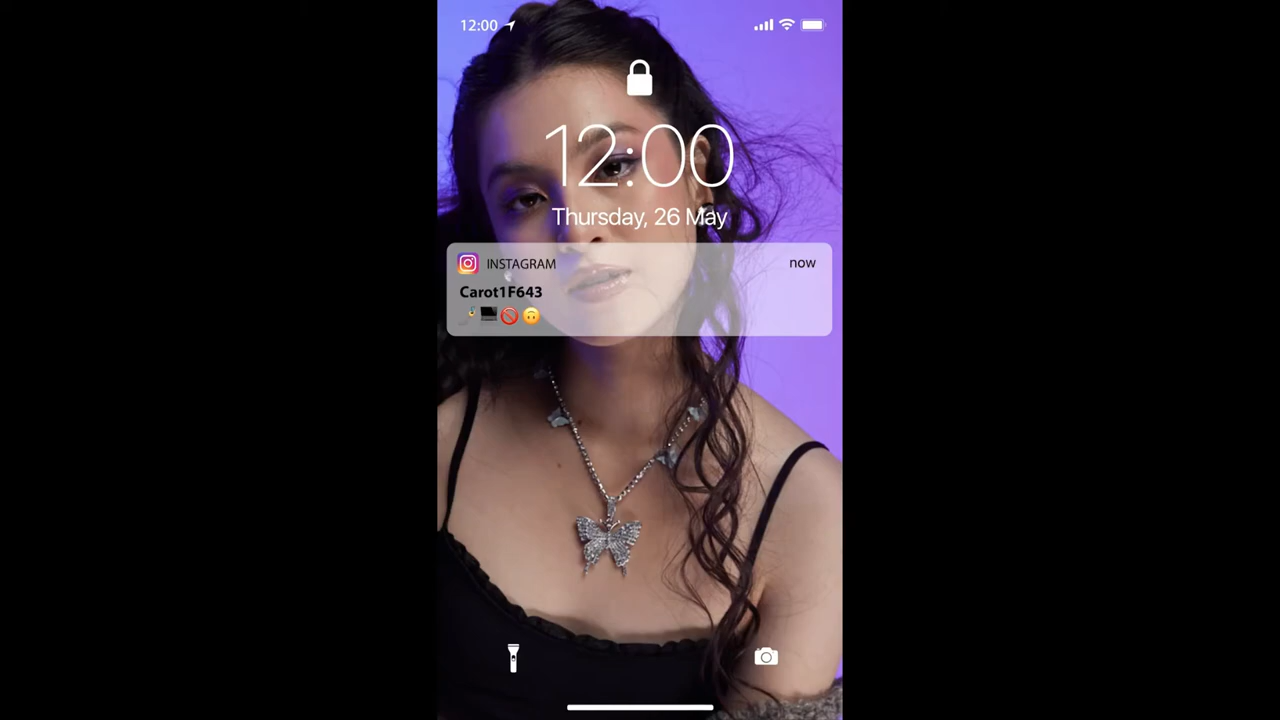 12:00
12:00
Thursday, 26 May
INSTAGRAM now
Carot1F643
🚫🙃